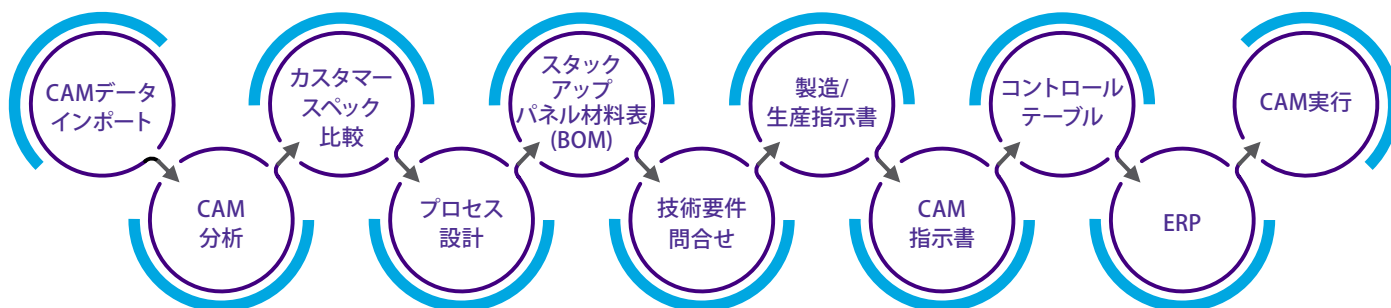 CAMデータ
インポート
CAM
分析
カスタマー
スペック
比較
プロセス
設計
スタック
アップ
パネル材料表
(BOM)
技術要件
問合せ
製造/
生産指示書
CAM
指示書
コントロール
テーブル
ERP
CAM実行